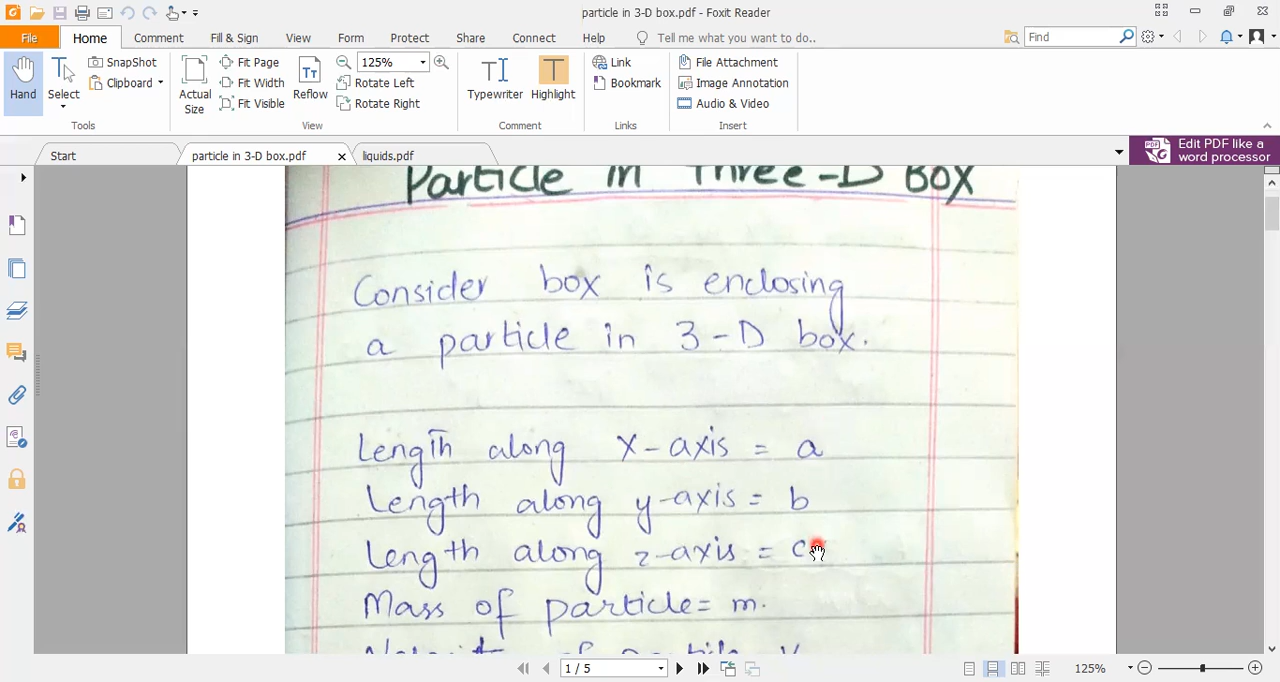 particle in 3-D box.pdf - Foxit Reader
File Home Comment Fill & Sign View Form Protect Share Connect Help Tell me what you want to do.. Find
Hand
Select
SnapShot
Clipboard
Tools
Actual Size
Fit Page
Fit Width
Fit Visible
Reflow
125%
Rotate Left
Rotate Right
View
Typewriter
Highlight
Comment
Link
Bookmark
Links
File Attachment
Image Annotation
Audio & Video
Insert
Start
particle in 3-D box.pdf
liquids.pdf
Edit PDF like a
word processor
Particle in Three-D Box
Consider box is enclosing
a particle in 3-D box.
Length along x-axis = a
Length along y-axis = b
Length along z-axis = c
Mass of particle = m.
1 / 5
125%